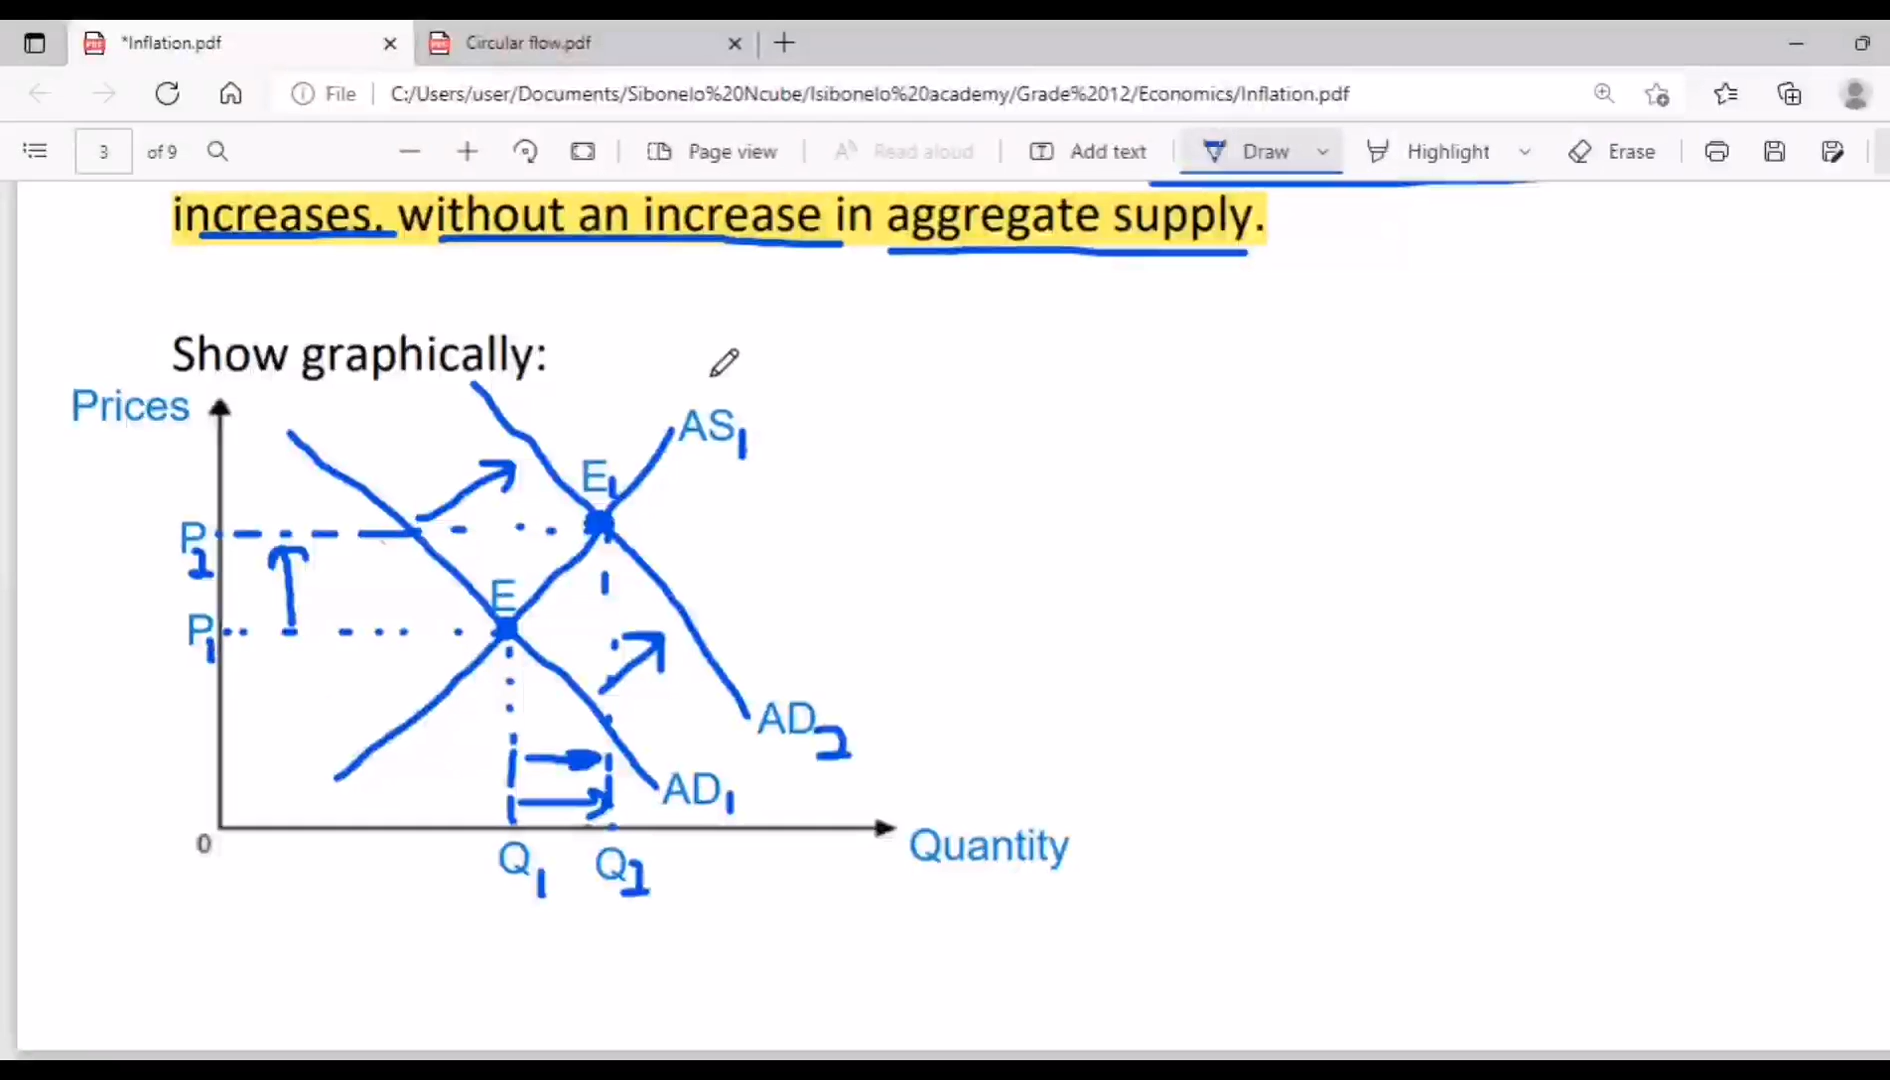 *Inflation.pdf
Circular flow.pdf
File
C:/Users/user/Documents/Sibonelo%20Ncube/Isibonelo%20academy/Grade%2012/Economics/Inflation.pdf
3 of 9
Page view
Read aloud
Add text
Draw
Highlight
Erase
increases. without an increase in aggregate supply.
Show graphically:
Prices
AS1
E1
P2
E
P1
AD2
AD1
0
Quantity
Q1 Q2